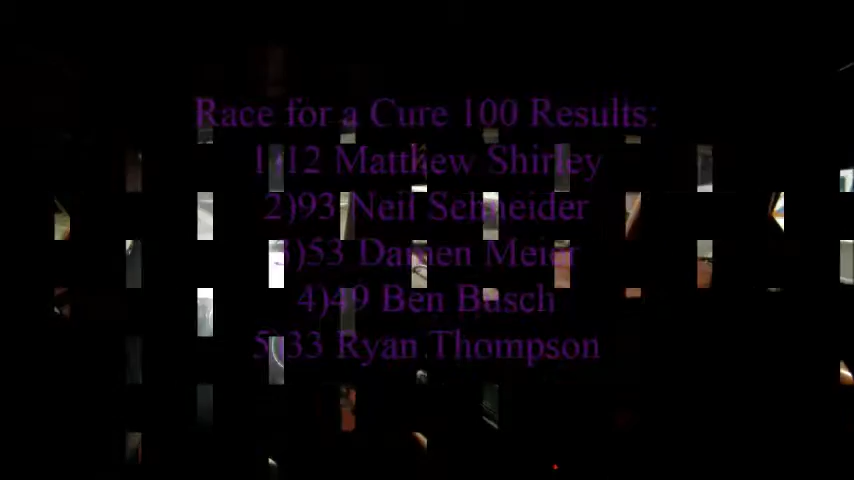 Race for a Cure 100 Results:
1)12 Matthew Shirley
2)93 Neil Schneider
3)53 Damen Meier
4)49 Ben Busch
5)33 Ryan Thompson